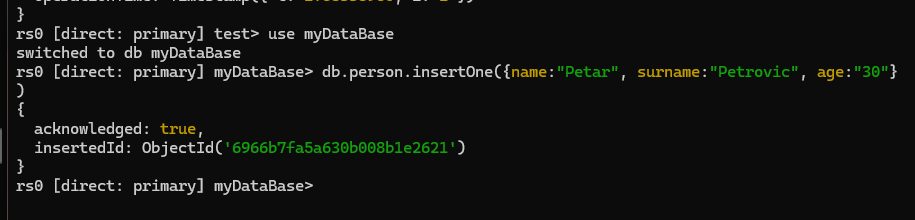 }
rs0 [direct: primary] test> use myDataBase
switched to db myDataBase
rs0 [direct: primary] myDataBase> db.person.insertOne({name:"Petar", surname:"Petrovic", age:"30"}
)
{
  acknowledged: true,
  insertedId: ObjectId('6966b7fa5a630b008b1e2621')
}
rs0 [direct: primary] myDataBase>